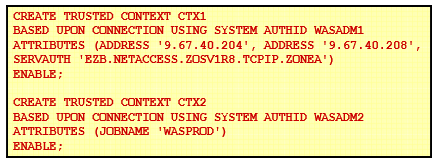 CREATE TRUSTED CONTEXT CTX1
BASED UPON CONNECTION USING SYSTEM AUTHID WASADM1
ATTRIBUTES (ADDRESS '9.67.40.204', ADDRESS '9.67.40.208',
SERVAUTH 'EZB.NETACCESS.ZOSV1R8.TCPIP.ZONEA')
ENABLE;
CREATE TRUSTED CONTEXT CTX2
BASED UPON CONNECTION USING SYSTEM AUTHID WASADM2
ATTRIBUTES (JOBNAME 'WASPROD')
ENABLE;